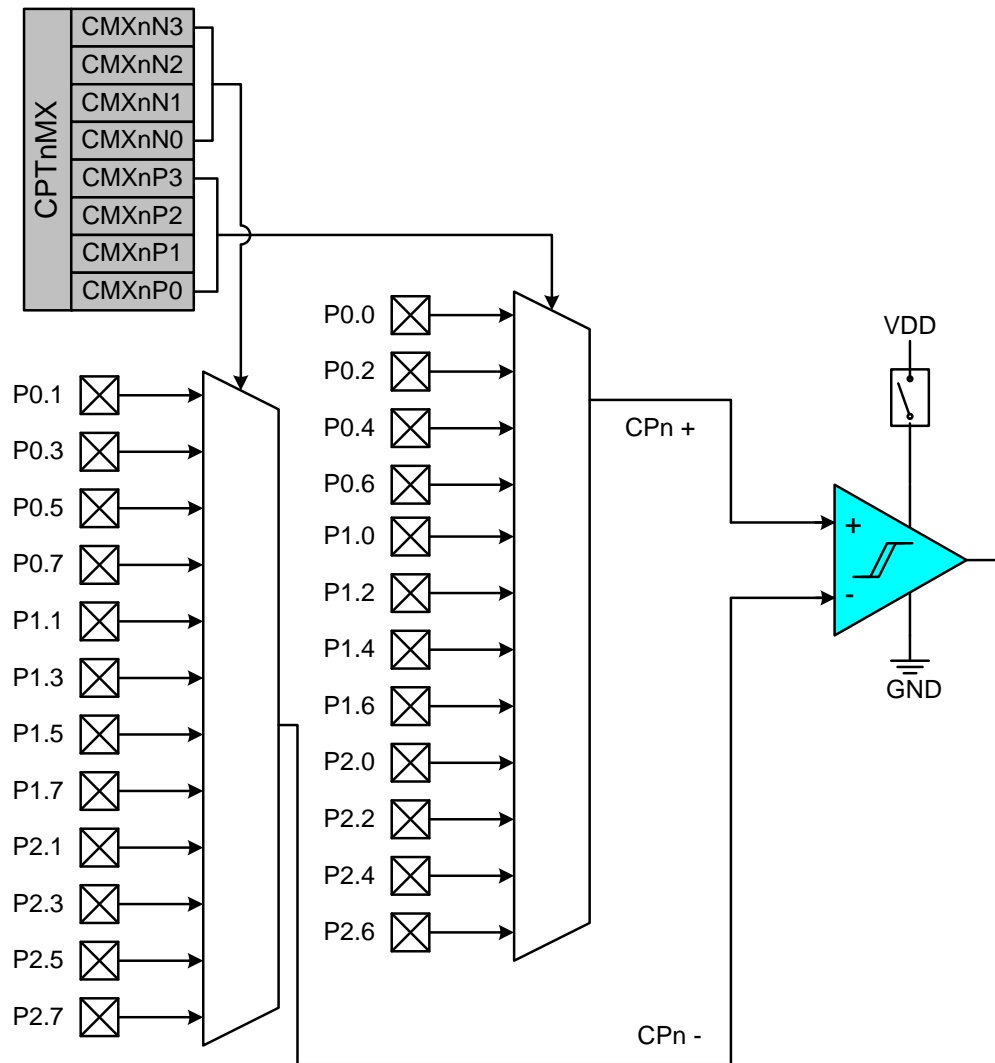 CPTnMX
CMXnN3
CMXnN2
CMXnN1
CMXnN0
CMXnP3
CMXnP2
CMXnP1
CMXnP0
P0.1
P0.3
P0.5
P0.7
P1.1
P1.3
P1.5
P1.7
P2.1
P2.3
P2.5
P2.7
P0.0
P0.2
P0.4
P0.6
P1.0
P1.2
P1.4
P1.6
P2.0
P2.2
P2.4
P2.6
CPn +
CPn -
VDD
+
-
GND